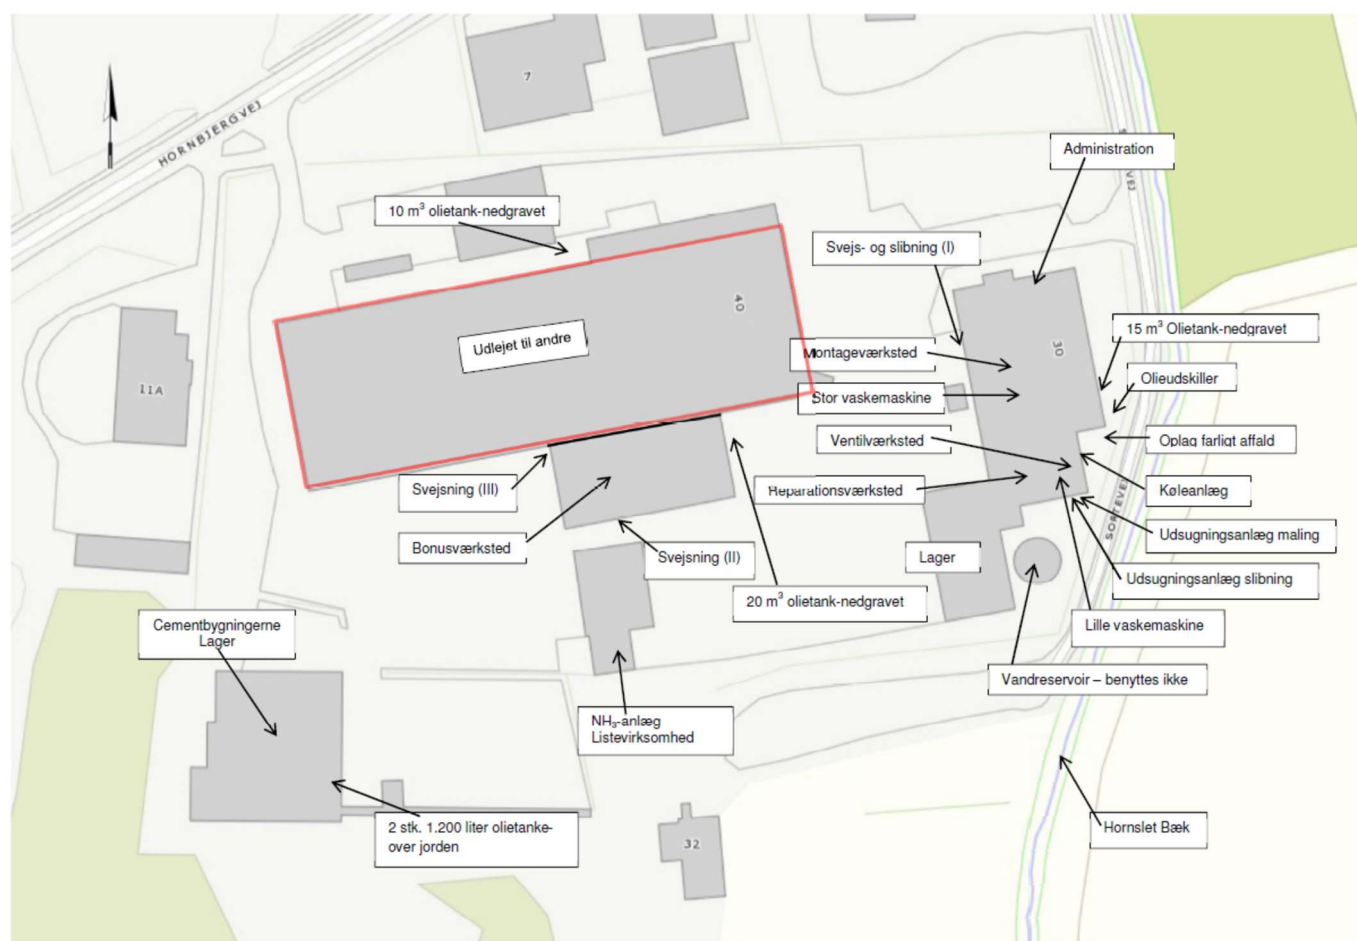 7
HORNBJERGVEJ
Administration
VEJ
10 m³ olietank-nedgravet
Svejs- og slibning (I)
40
15 m³ Olietank-nedgravet
Udlejet til andre
30
Montageværksted
Olieudskiller
11A
Stor vaskemaskine
Ventilværksted
Oplag farligt affald
Svejsning (III)
Reparationsværksted
Køleanlæg
SORTEVEJ
Udsugningsanlæg maling
Bonusværksted
Svejsning (II)
Lager
Udsugningsanlæg slibning
20 m³ olietank-nedgravet
Cementbygningerne
Lager
Lille vaskemaskine
Vandreservoir – benyttes ikke
NH₃-anlæg
Listevirksomhed
2 stk. 1.200 liter olietanke-
over jorden
32
Hornslet Bæk